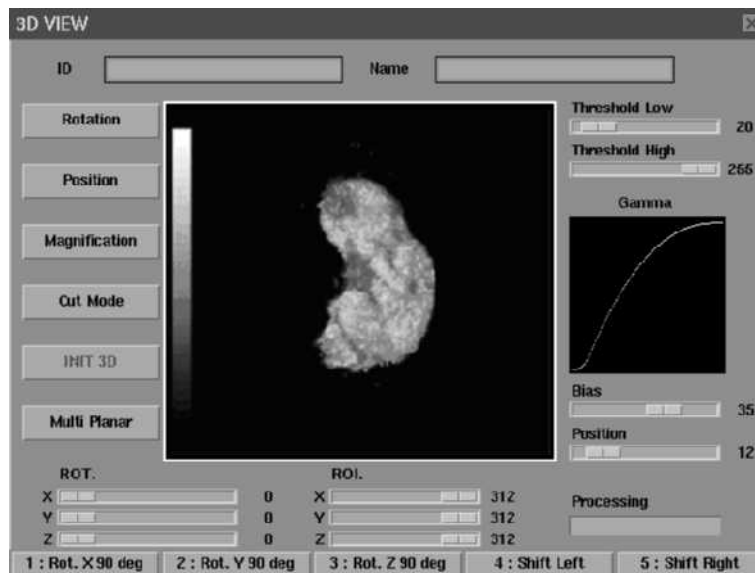 3D VIEW
ID
Name
Rotation
Position
Magnification
Cut Mode
INIT 3D
Multi Planar
Threshold Low
20
Threshold High
255
Gamma
Bias
35
Position
12
ROT.
X 0
Y 0
Z 0
ROI.
X 312
Y 312
Z 312
Processing
1 : Rot. X 90 deg
2 : Rot. Y 90 deg
3 : Rot. Z 90 deg
4 : Shift Left
5 : Shift Right